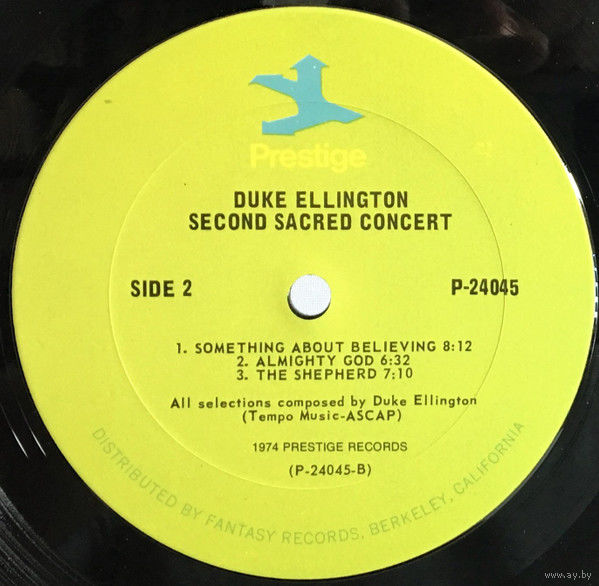 Prestige
DUKE ELLINGTON
SECOND SACRED CONCERT
SIDE 2
P-24045
1. SOMETHING ABOUT BELIEVING 8:12
2. ALMIGHTY GOD 6:32
3. THE SHEPHERD 7:10
All selections composed by Duke Ellington
(Tempo Music-ASCAP)
1974 PRESTIGE RECORDS
(P-24045-B)
DISTRIBUTED BY FANTASY RECORDS, BERKELEY, CALIFORNIA
www.ay.by